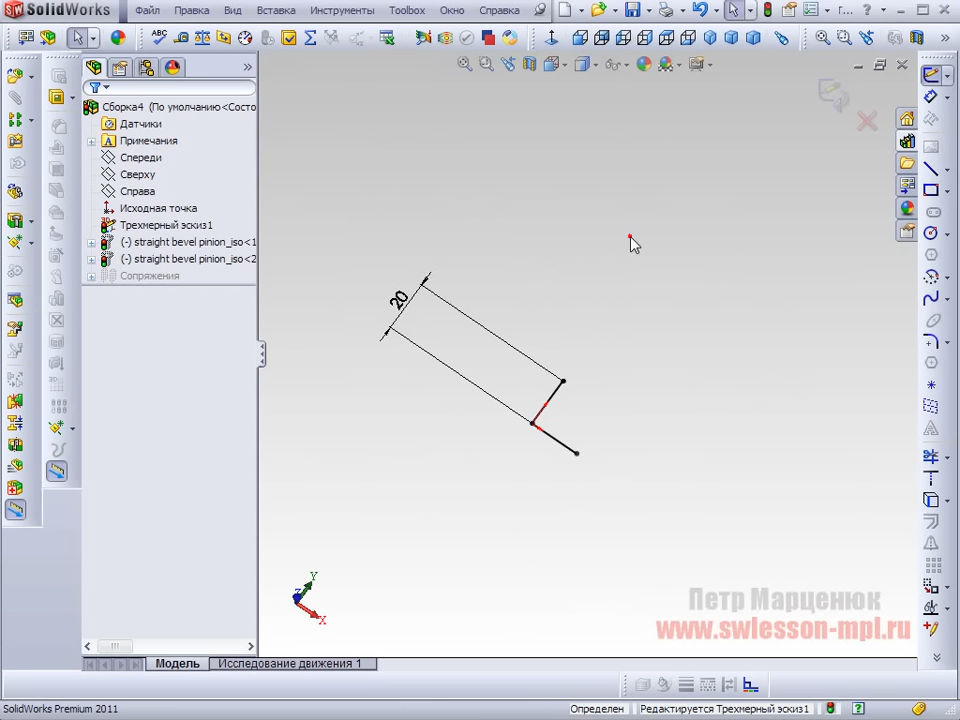 SolidWorks
Файл Правка Вид Вставка Инструменты Toolbox Окно Справка г...
Сборка4 (По умолчанию<Состо
Датчики
Примечания
Спереди
Сверху
Справа
Исходная точка
Трехмерный эскиз1
(-) straight bevel pinion_iso<1
(-) straight bevel pinion_iso<2
Сопряжения
20
Y
Z
X
Петр Марценюк
www.swlesson-mpl.ru
Модель Исследование движения 1
SolidWorks Premium 2011 Определен Редактируется Трехмерный эскиз1